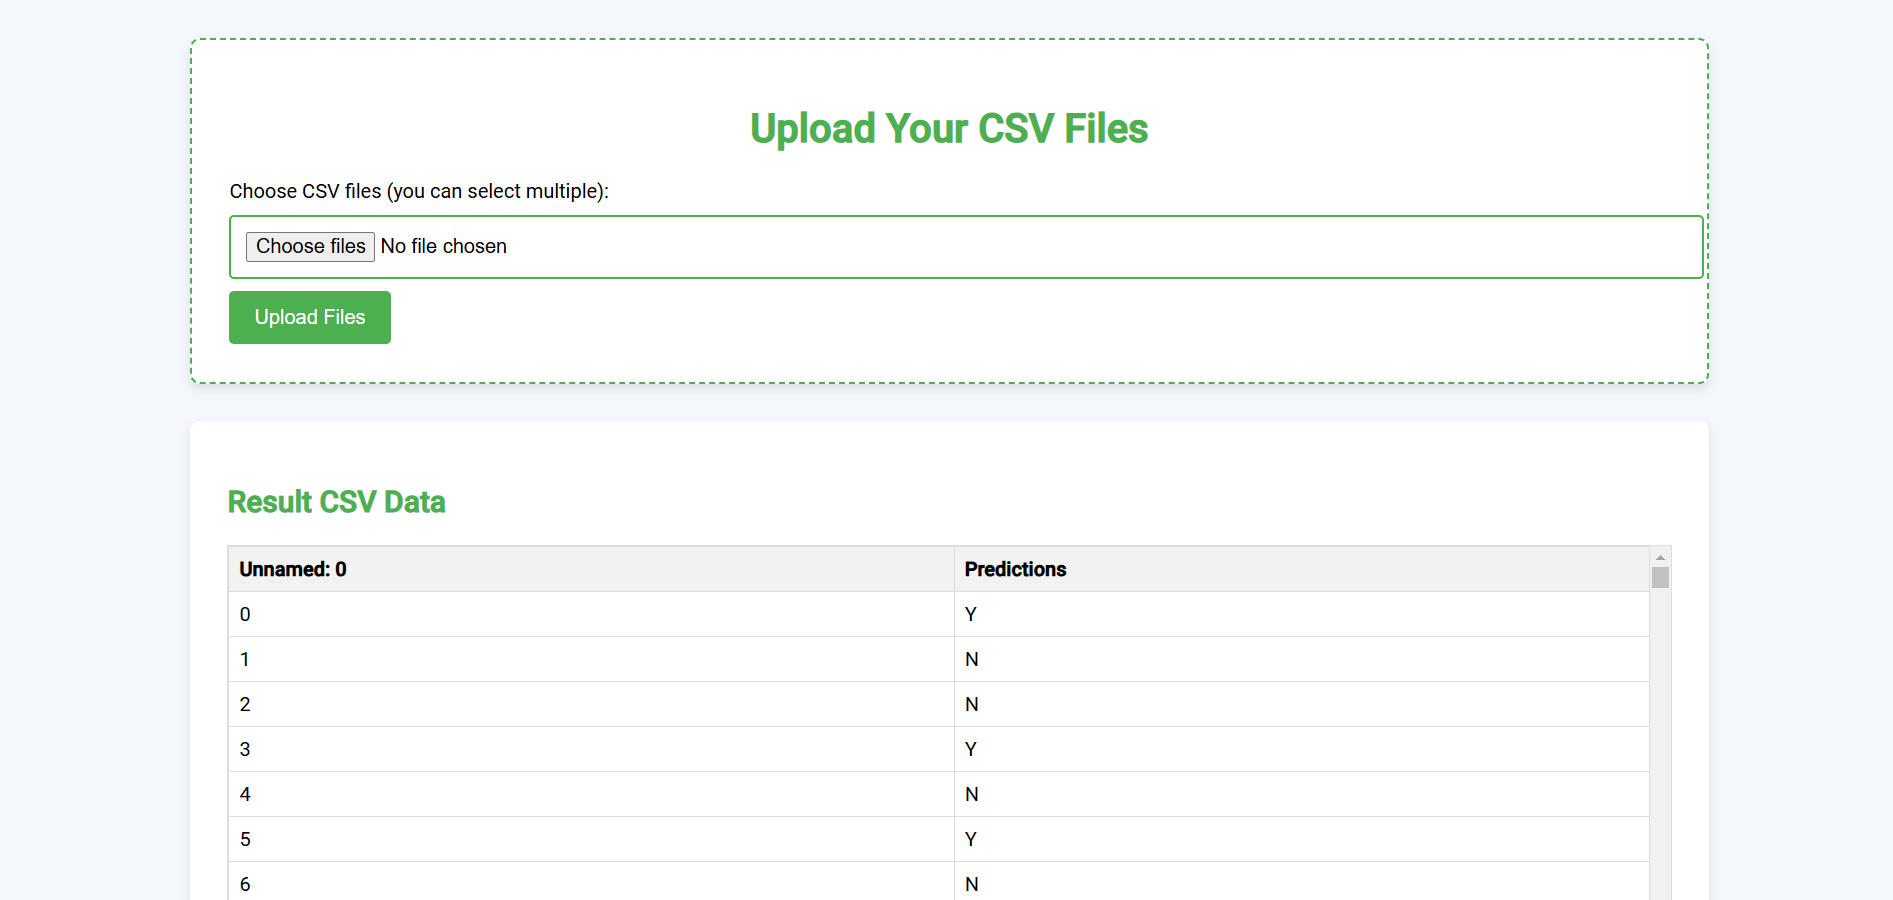 Upload Your CSV Files
Choose CSV files (you can select multiple):
Choose files No file chosen
Upload Files
Result CSV Data
Unnamed: 0 Predictions
0 Y
1 N
2 N
3 Y
4 N
5 Y
6 N